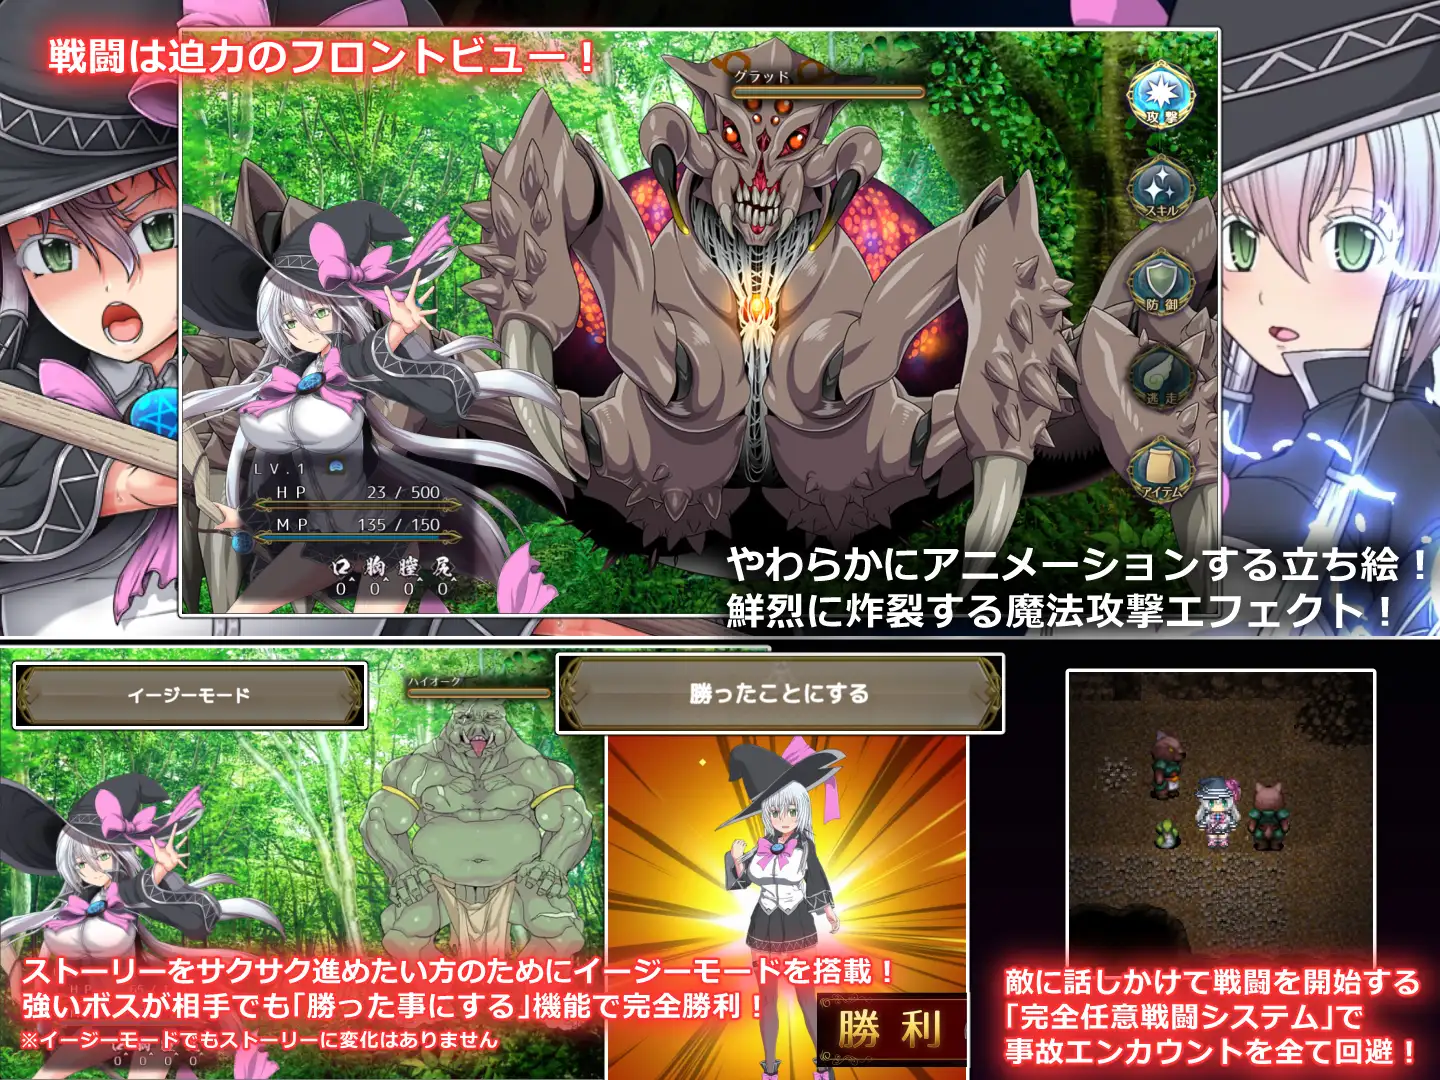 戦闘は迫力のフロントビュー！
グラッド
攻撃
スキル
防御
逃走
アイテム
LV.1
HP 23 / 500
MP 135 / 150
口 胸 膣 尻
0 0 0 0
やわらかにアニメーションする立ち絵！
鮮烈に炸裂する魔法攻撃エフェクト！
イージーモード
ハイオーク
勝ったことにする
ストーリーをサクサク進めたい方のためにイージーモードを搭載！
強いボスが相手でも「勝った事にする」機能で完全勝利！
※イージーモードでもストーリーに変化はありません
0 0 0 0
勝利
敵に話しかけて戦闘を開始する
「完全任意戦闘システム」で
事故エンカウントを全て回避！